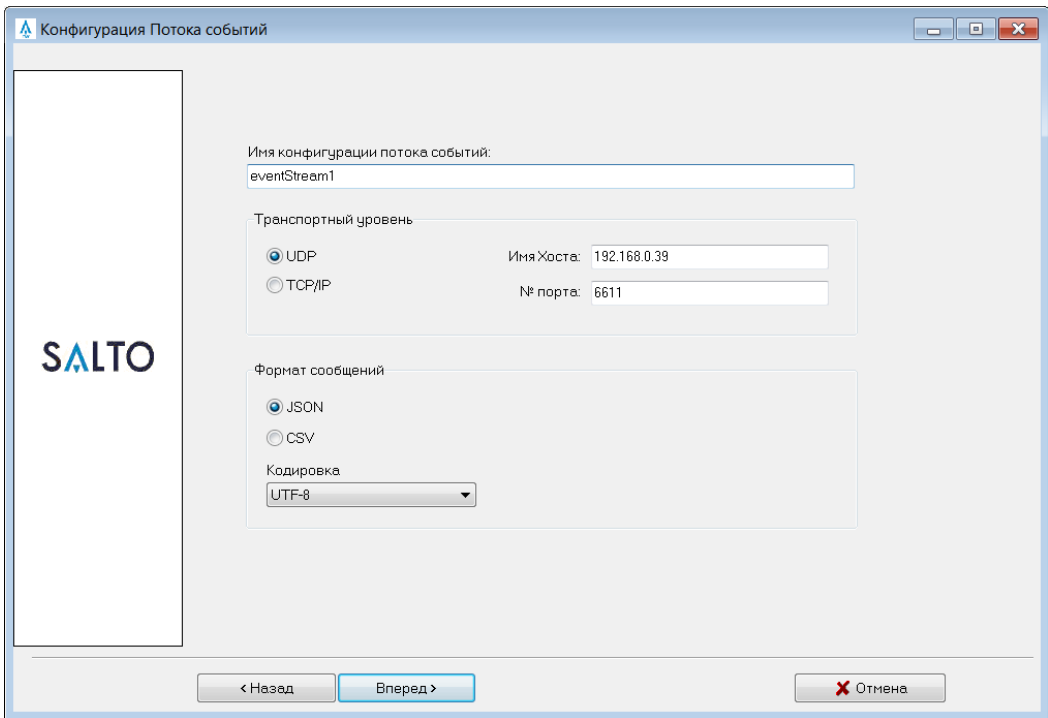 Конфигурация Потока событий
Имя конфигурации потока событий:
eventStream1
Транспортный уровень
UDP
Имя Хоста: 192.168.0.39
TCP/IP
№ порта: 6611
SALTO
Формат сообщений
JSON
CSV
Кодировка
UTF-8
< Назад
Вперед >
Отмена